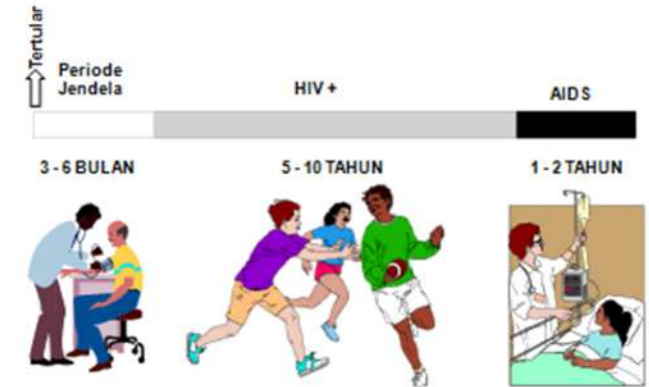 Tertular
Periode
Jendela
HIV +
AIDS
3 - 6 BULAN
5 - 10 TAHUN
1 - 2 TAHUN